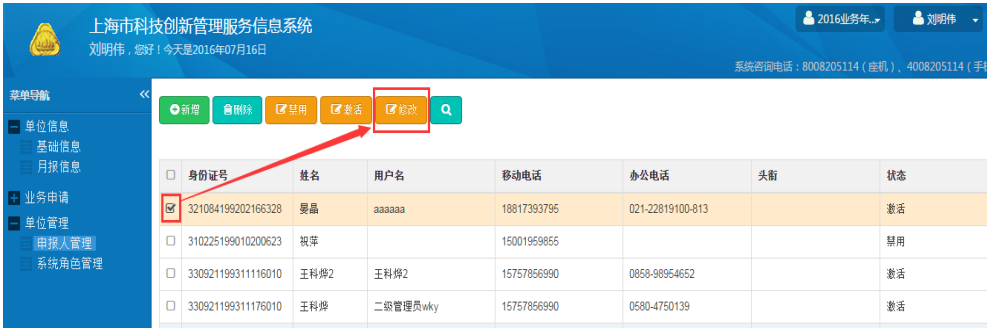 上海市科技创新管理服务信息系统
2016业务年..
刘明伟
刘明伟，您好！今天是2016年07月16日
系统咨询电话：8008205114（座机）、4008205114（手机
菜单导航 «
单位信息
基础信息
月报信息
业务申请
单位管理
申报人管理
系统角色管理
新增 删除 禁用 激活 修改
身份证号 姓名 用户名 移动电话 办公电话 头衔 状态
321084199202166328 晏晶 aaaaaa 18817393795 021-22819100-813 激活
310225199010200623 祝萍 15001959855 禁用
330921199311116010 王科烨2 王科烨2 15757856990 0858-98954652 激活
330921199311176010 王科烨 二级管理员wky 15757856990 0580-4750139 激活